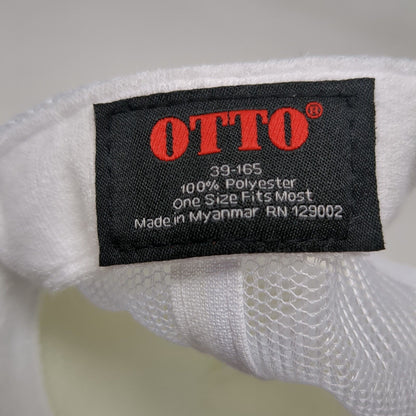 OTTO®
39-165
100% Polyester
One Size Fits Most
Made in Myanmar RN 129002